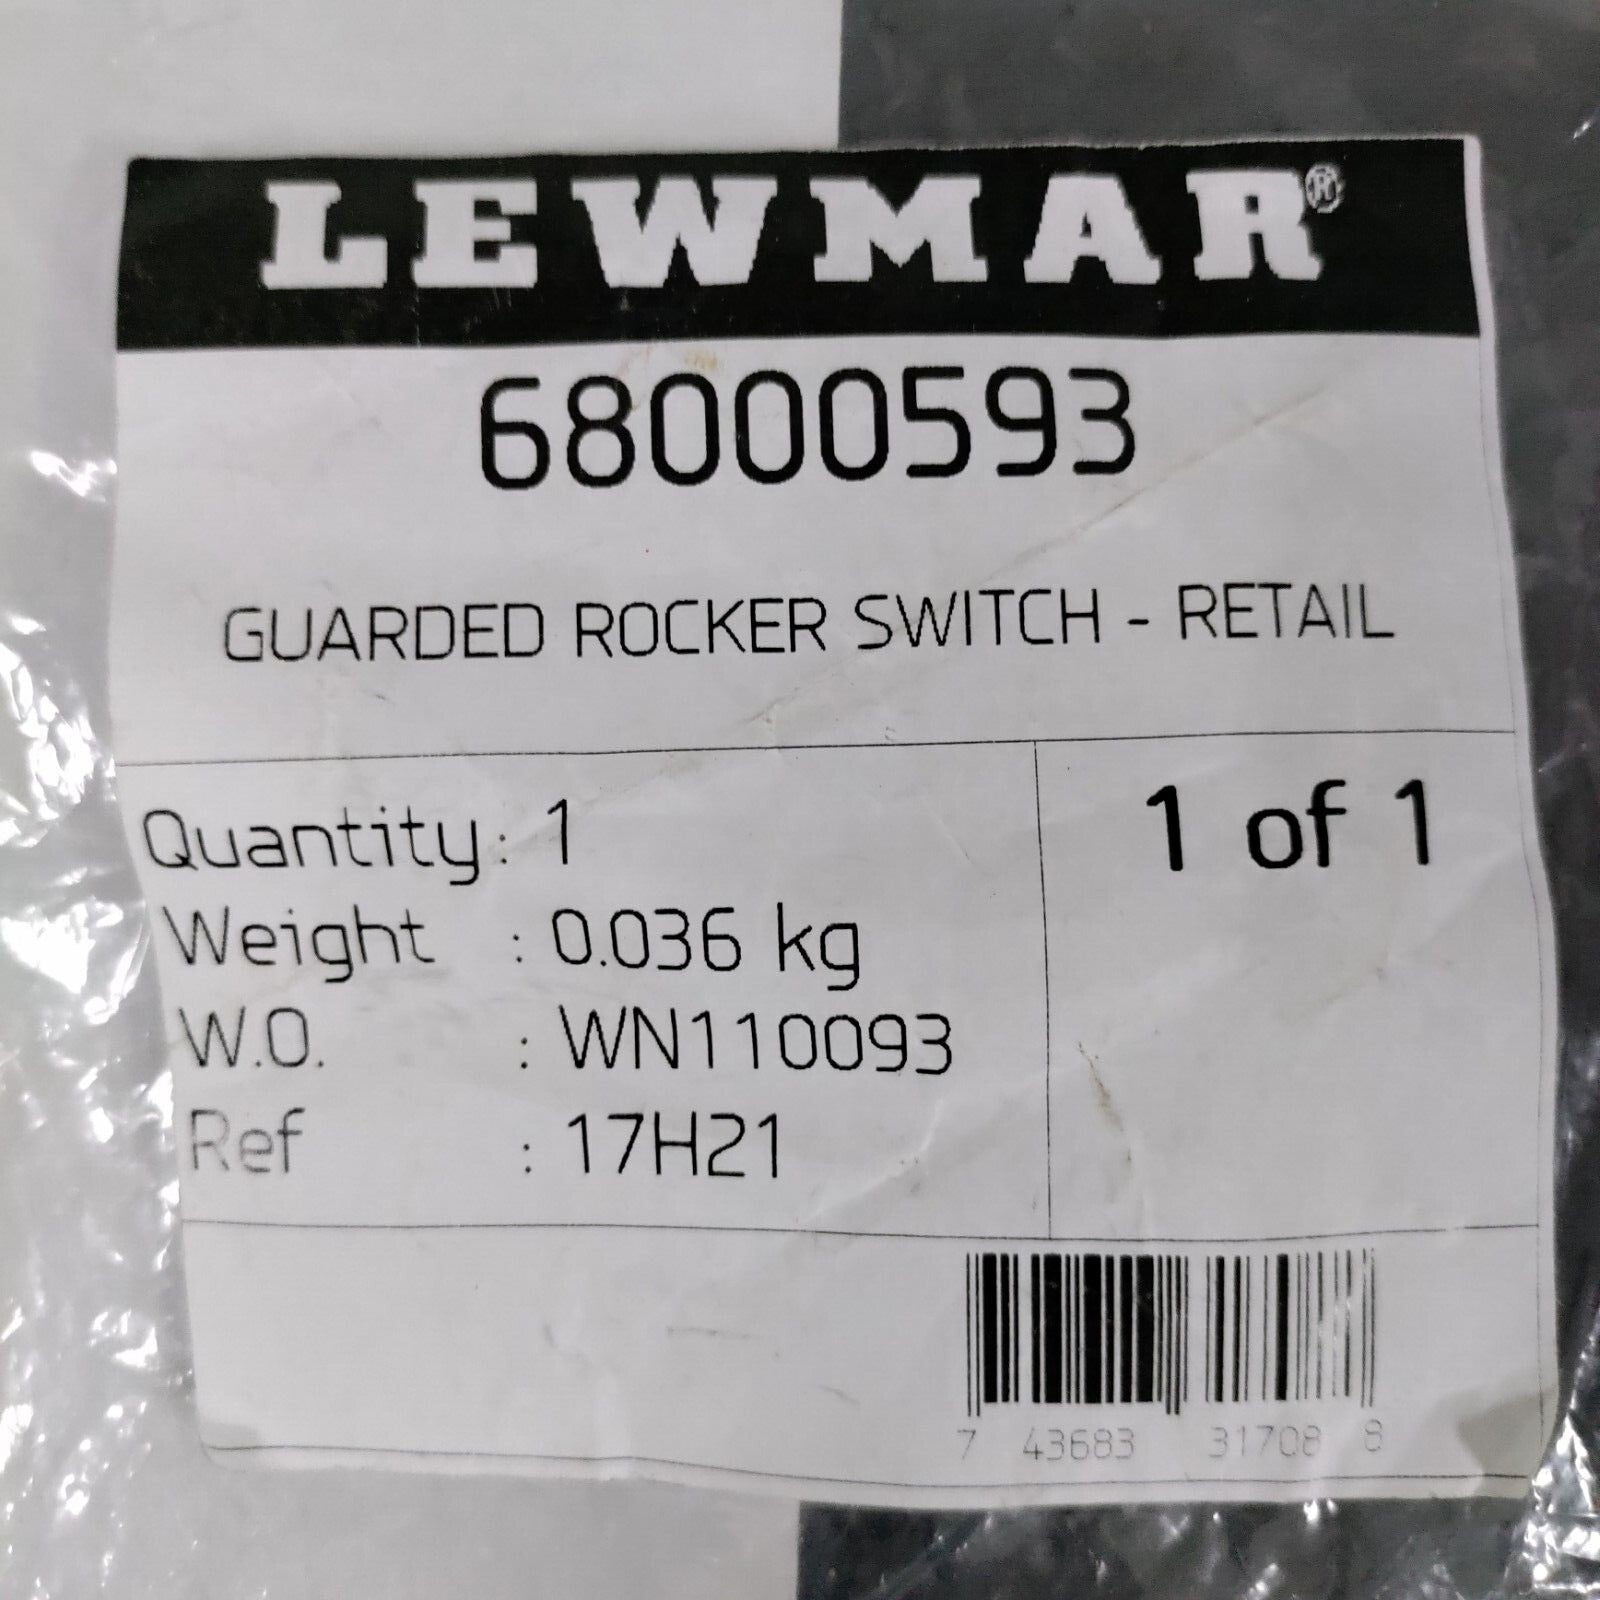 LEWMAR®
68000593
GUARDED ROCKER SWITCH - RETAIL
Quantity : 1
1 of 1
Weight : 0.036 kg
W.O. : WN110093
Ref : 17H21
7 43683 31708 8